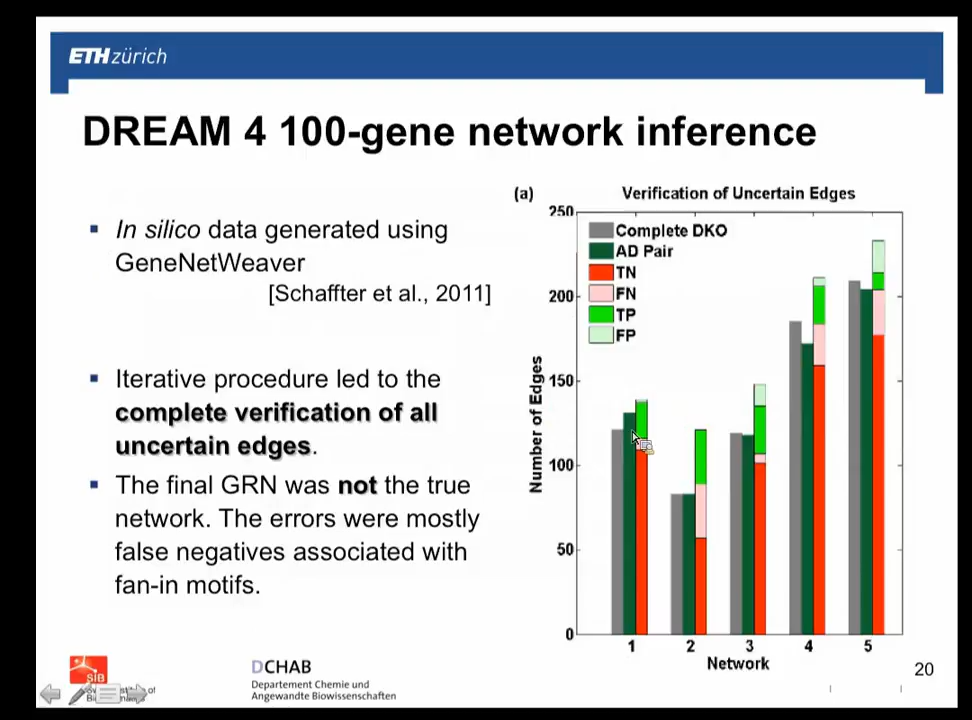 ETH zürich
DREAM 4 100-gene network inference
▪ In silico data generated using
GeneNetWeaver
[Schaffter et al., 2011]
▪ Iterative procedure led to the
complete verification of all
uncertain edges.
▪ The final GRN was not the true
network. The errors were mostly
false negatives associated with
fan-in motifs.
(a)
Verification of Uncertain Edges
Complete DKO
AD Pair
TN
FN
TP
FP
Number of Edges
250
200
150
100
50
0
1 2 3 4 5
Network
SIB
DCHAB
Departement Chemie und
Angewandte Biowissenschaften
20